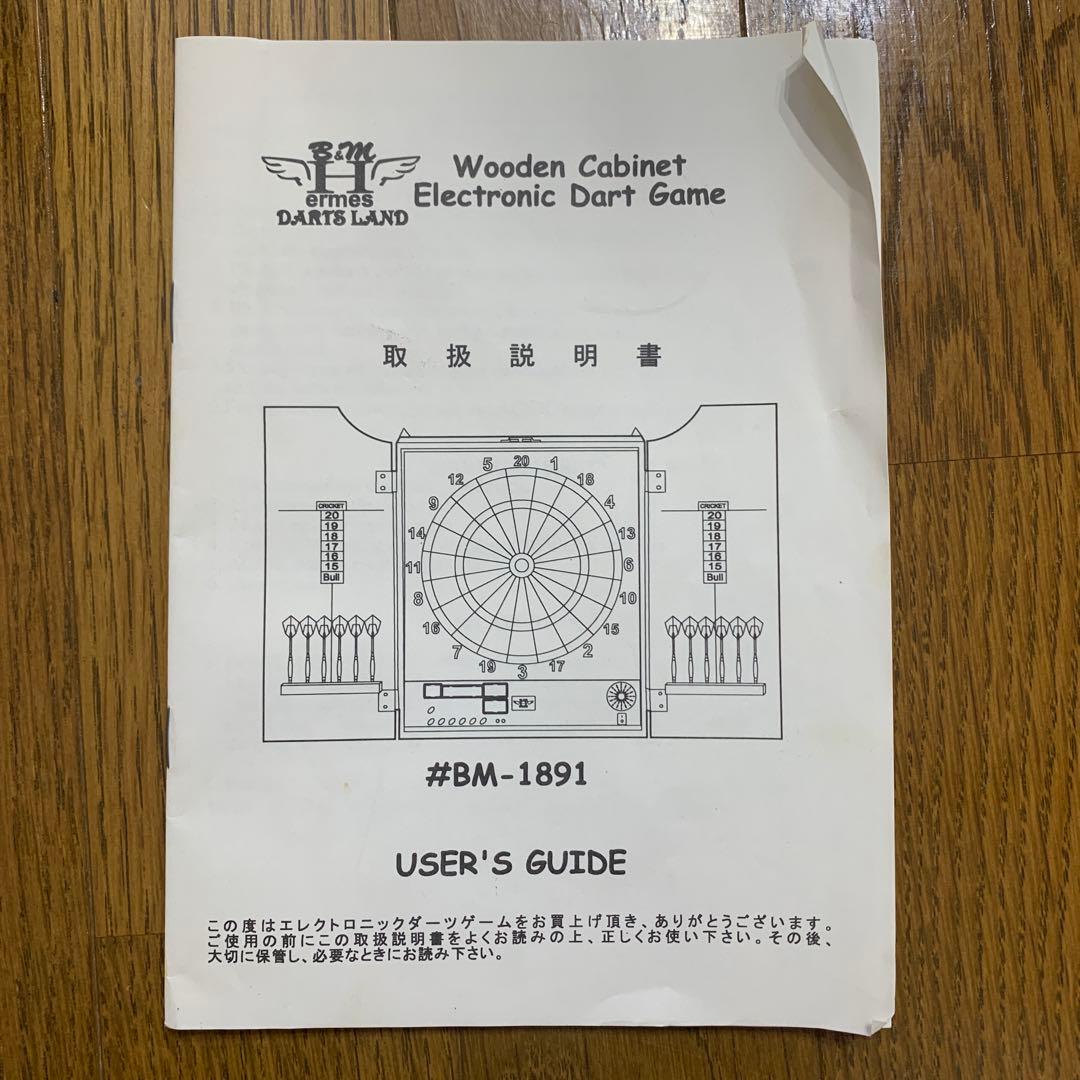 B&M
Hermes
DARTS LAND
Wooden Cabinet
Electronic Dart Game
取扱説明書
20 1 18 4 13 6 10 15 2 17 3 19 7 16 8 11 14 9 12 5
CRICKET
20
19
18
17
16
15
Bull
CRICKET
20
19
18
17
16
15
Bull
#BM-1891
USER'S GUIDE
この度はエレクトロニックダーツゲームをお買上げ頂き、ありがとうございます。
ご使用の前にこの取扱説明書をよくお読みの上、正しくお使い下さい。その後、
大切に保管し、必要なときにお読み下さい。